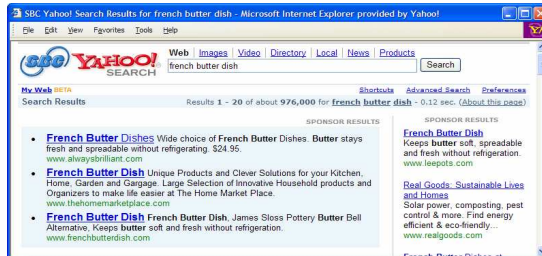 SBC Yahoo! Search Results for french butter dish - Microsoft Internet Explorer provided by Yahoo!
File Edit View Favorites Tools Help
SBC YAHOO! SEARCH
Web | Images | Video | Directory | Local | News | Products
french butter dish Search
My Web BETA Shortcuts Advanced Search Preferences
Search Results Results 1 - 20 of about 976,000 for french butter dish - 0.12 sec. (About this page)
SPONSOR RESULTS
• French Butter Dishes Wide choice of French Butter Dishes. Butter stays
fresh and spreadable without refrigerating. $24.95.
www.alwaysbrilliant.com
• French Butter Dish Unique Products and Clever Solutions for your Kitchen,
Home, Garden and Gargage. Large Selection of Innovative Household products and
Organizers to make life easier at The Home Market Place.
www.thehomemarketplace.com
• French Butter Dish French Butter Dish, James Sloss Pottery Butter Bell
Alternative, Keeps butter soft and fresh without refrigeration.
www.frenchbutterdish.com
SPONSOR RESULTS
French Butter Dish
Keeps butter soft, spreadable
and fresh without refrigeration.
www.leepots.com
Real Goods: Sustainable Lives
and Homes
Solar power, composting, pest
control & more. Find energy
efficient & eco-friendly...
www.realgoods.com
French Butter Dishes at